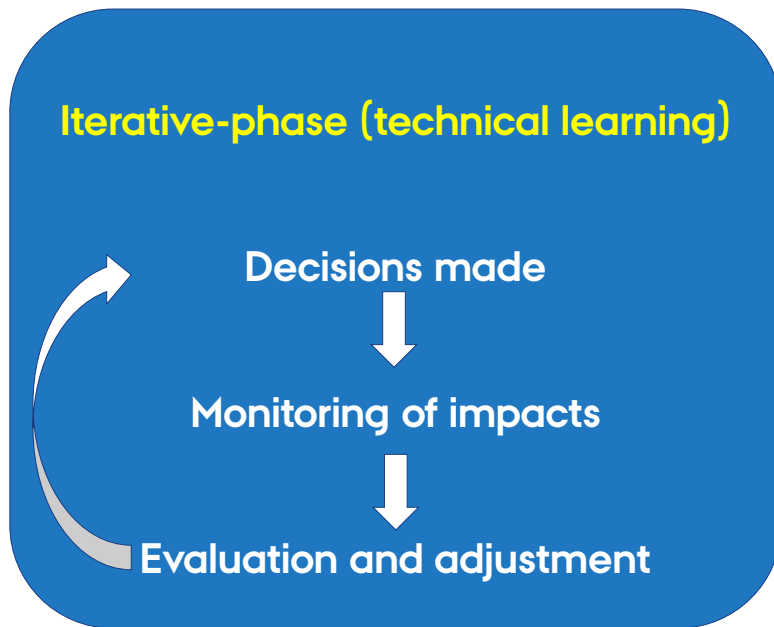 Iterative-phase (technical learning)
Decisions made
Monitoring of impacts
Evaluation and adjustment